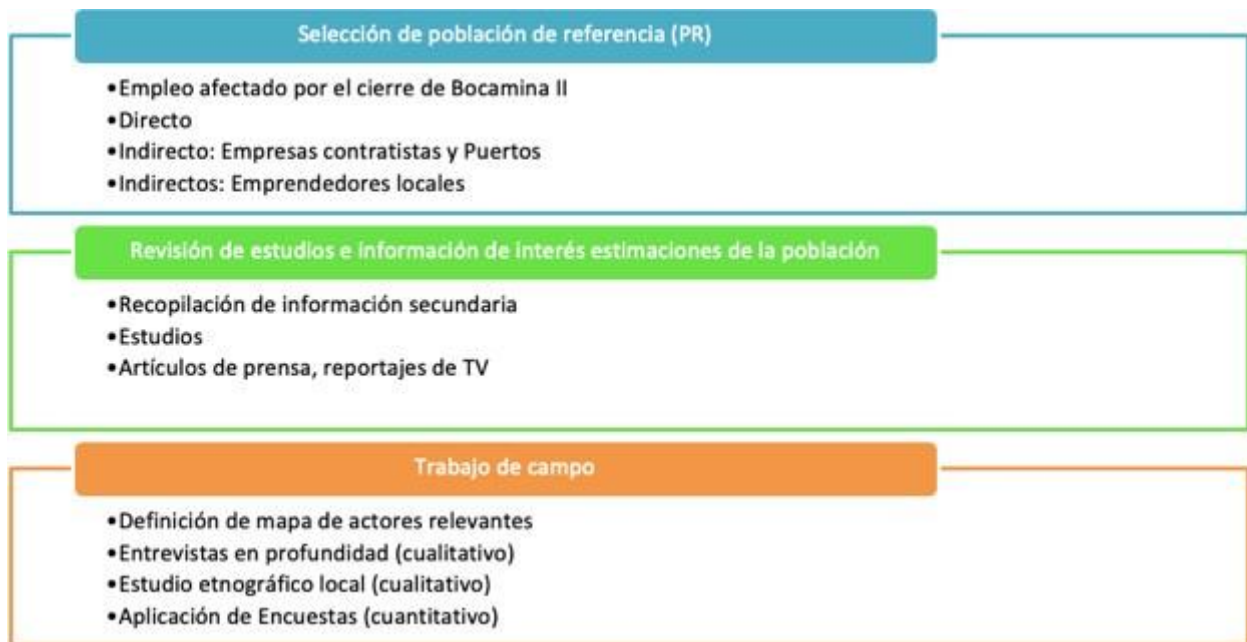 Selección de población de referencia (PR)
•Empleo afectado por el cierre de Bocamina II
•Directo
•Indirecto: Empresas contratistas y Puertos
•Indirectos: Emprendedores locales
Revisión de estudios e información de interés estimaciones de la población
•Recopilación de información secundaria
•Estudios
•Artículos de prensa, reportajes de TV
Trabajo de campo
•Definición de mapa de actores relevantes
•Entrevistas en profundidad (cualitativo)
•Estudio etnográfico local (cualitativo)
•Aplicación de Encuestas (cuantitativo)